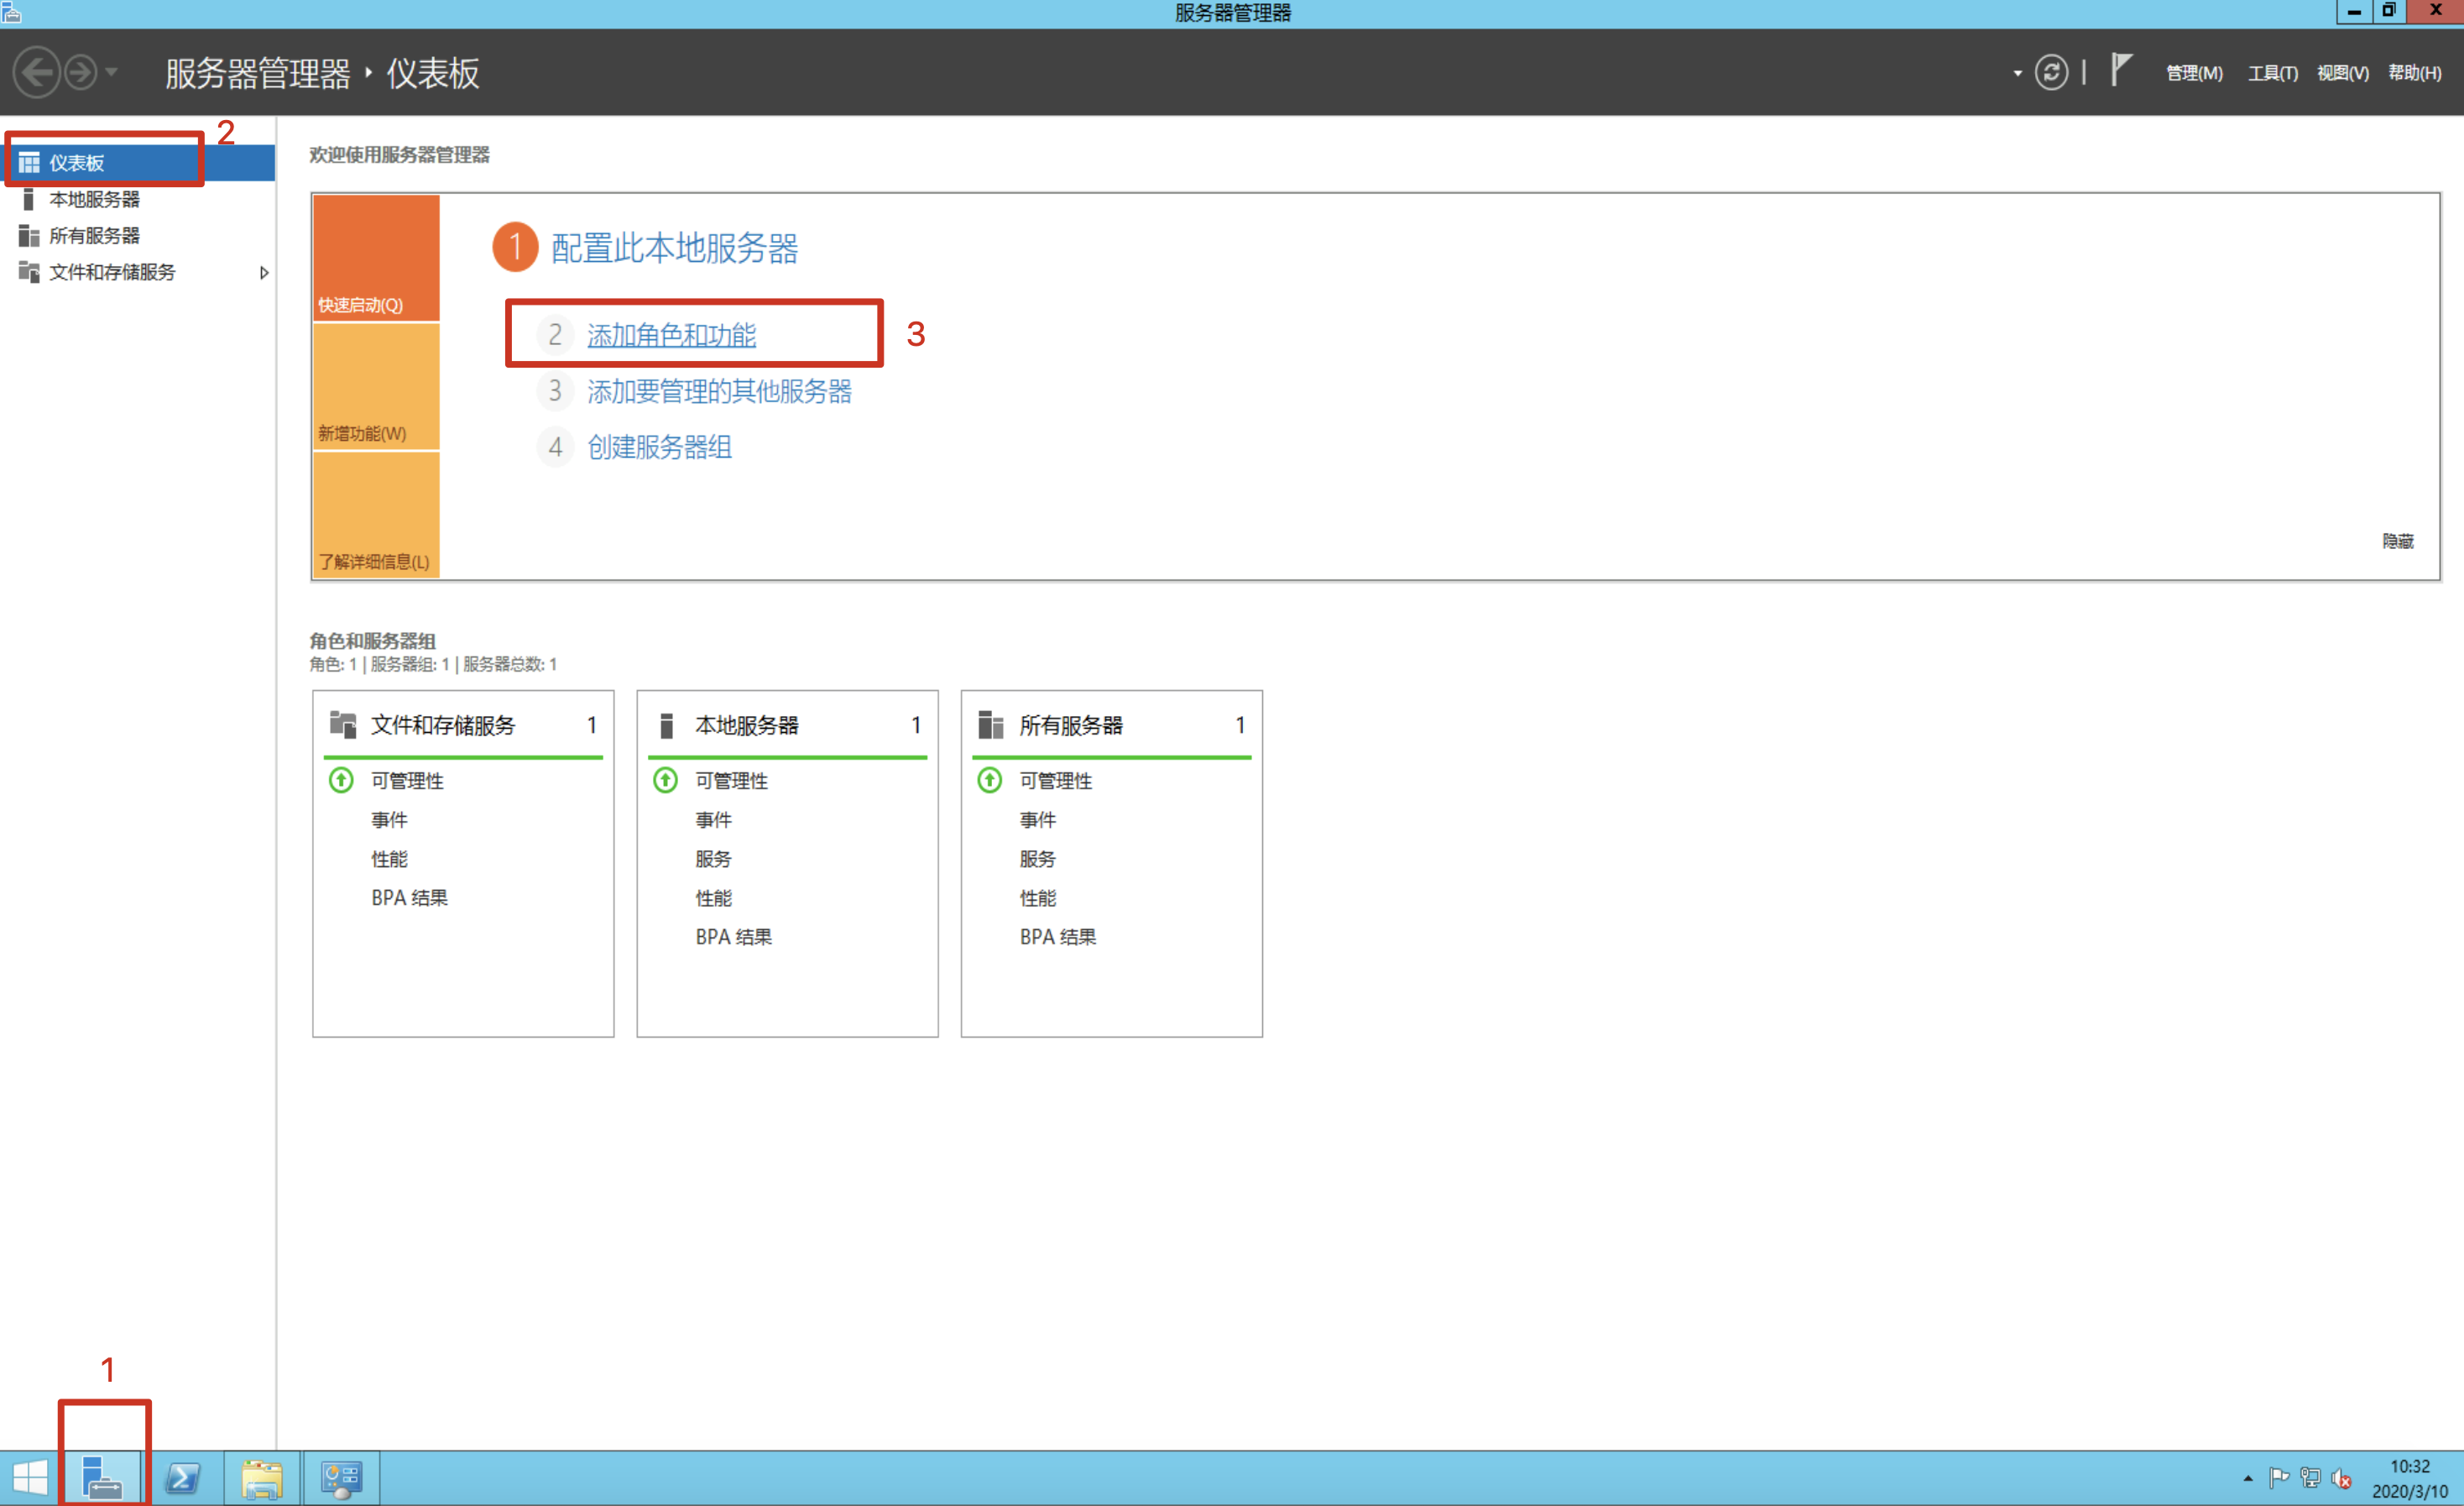 服务器管理器
服务器管理器 ‣ 仪表板
管理(M) 工具(T) 视图(V) 帮助(H)
2
仪表板
本地服务器
所有服务器
文件和存储服务
欢迎使用服务器管理器
快速启动(Q)
新增功能(W)
了解详细信息(L)
1 配置此本地服务器
2 添加角色和功能
3
3 添加要管理的其他服务器
4 创建服务器组
隐藏
角色和服务器组
角色: 1 | 服务器组: 1 | 服务器总数: 1
文件和存储服务 1
可管理性
事件
性能
BPA 结果
本地服务器 1
可管理性
事件
服务
性能
BPA 结果
所有服务器 1
可管理性
事件
服务
性能
BPA 结果
1
10:32
2020/3/10